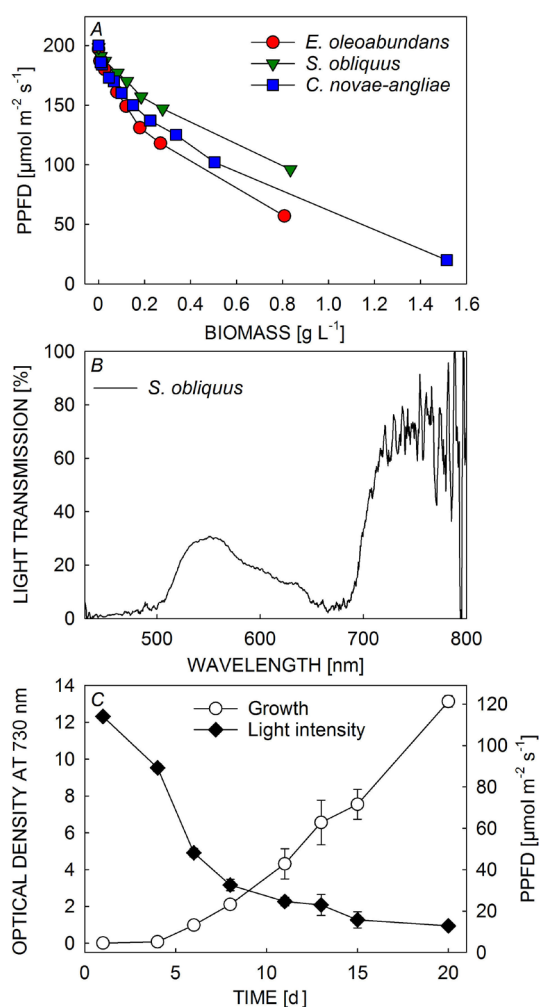 A
E. oleoabundans
S. obliquus
C. novae-angliae
PPFD [µmol m⁻² s⁻¹]
200
150
100
50
0
0 0.2 0.4 0.6 0.8 1.0 1.2 1.4 1.6
BIOMASS [g L⁻¹]
B
S. obliquus
LIGHT TRANSMISSION [%]
100
80
60
40
20
0
500 600 700 800
WAVELENGTH [nm]
C
Growth
Light intensity
OPTICAL DENSITY AT 730 nm
14
12
10
8
6
4
2
0
PPFD [µmol m⁻² s⁻¹]
120
100
80
60
40
20
0
0 5 10 15 20
TIME [d]